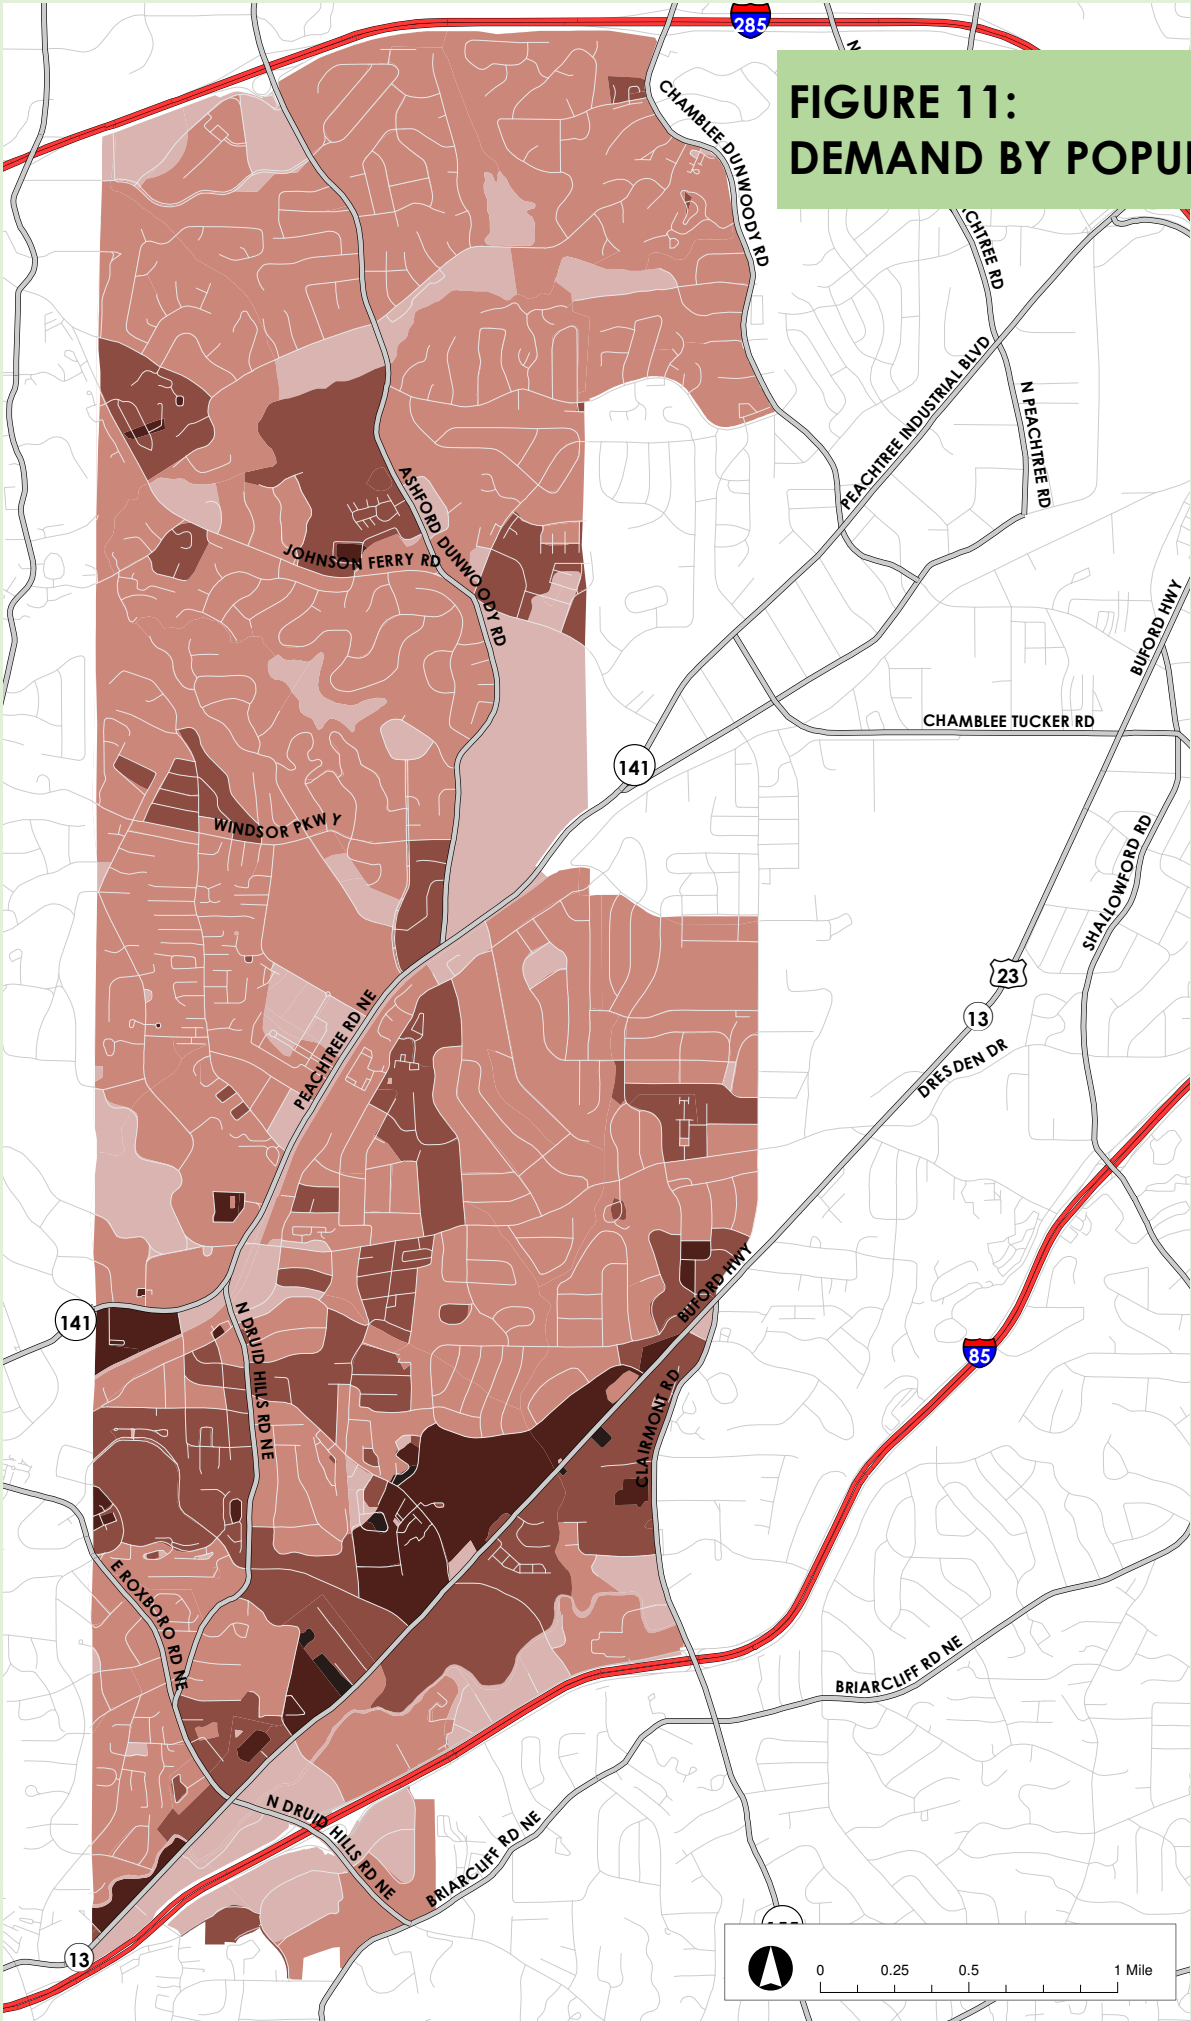 285
N
FIGURE 11:
DEMAND BY POPU
CHAMBLEE DUNWOODY RD
CHTREE RD
PEACHTREE INDUSTRIAL BLVD
N PEACHTREE RD
ASHFORD DUNWOODY RD
JOHNSON FERRY RD
BUFORD HWY
CHAMBLEE TUCKER RD
141
WINDSOR PKWY
SHALLOWFORD RD
23
13
DRESDEN DR
PEACHTREE RD NE
BUFORD HWY
141
N DRUID HILLS RD NE
85
CLAIRMONT RD
E ROXBORO RD NE
BRIARCLIFF RD NE
N DRUID HILLS RD NE
BRIARCLIFF RD NE
13
0 0.25 0.5 1 Mile